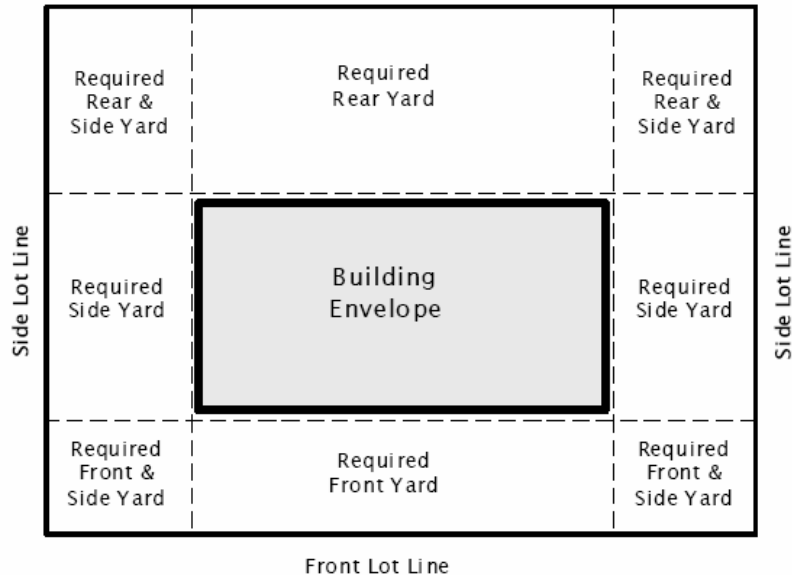 Required
Rear &
Side Yard
Required
Rear Yard
Required
Rear &
Side Yard
Side Lot Line
Required
Side Yard
Building
Envelope
Required
Side Yard
Side Lot Line
Required
Front &
Side Yard
Required
Front Yard
Required
Front &
Side Yard
Front Lot Line